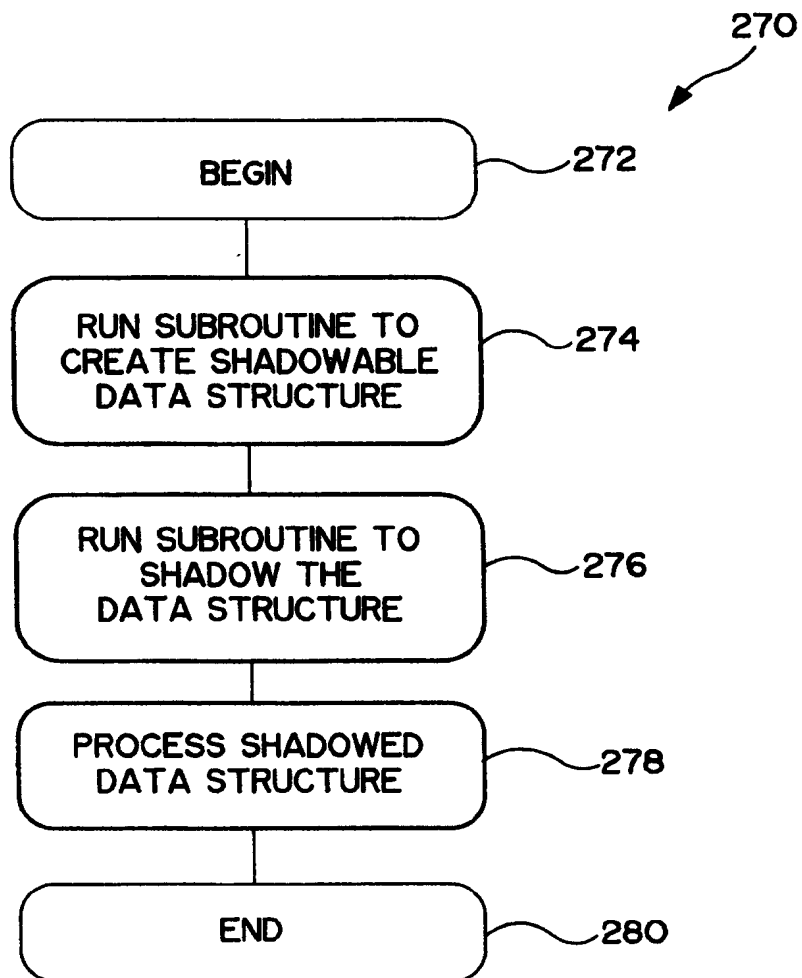 270
BEGIN
272
RUN SUBROUTINE TO
CREATE SHADOWABLE
DATA STRUCTURE
274
RUN SUBROUTINE TO
SHADOW THE
DATA STRUCTURE
276
PROCESS SHADOWED
DATA STRUCTURE
278
END
280